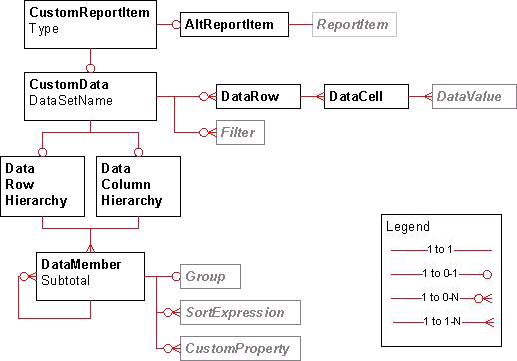 CustomReportItem
Type
AltReportItem
ReportItem
CustomData
DataSetName
DataRow
DataCell
DataValue
Filter
Data
Row
Hierarchy
Data
Column
Hierarchy
DataMember
Subtotal
Group
SortExpression
CustomProperty
Legend
1 to 1
1 to 0-1
1 to 0-N
1 to 1-N